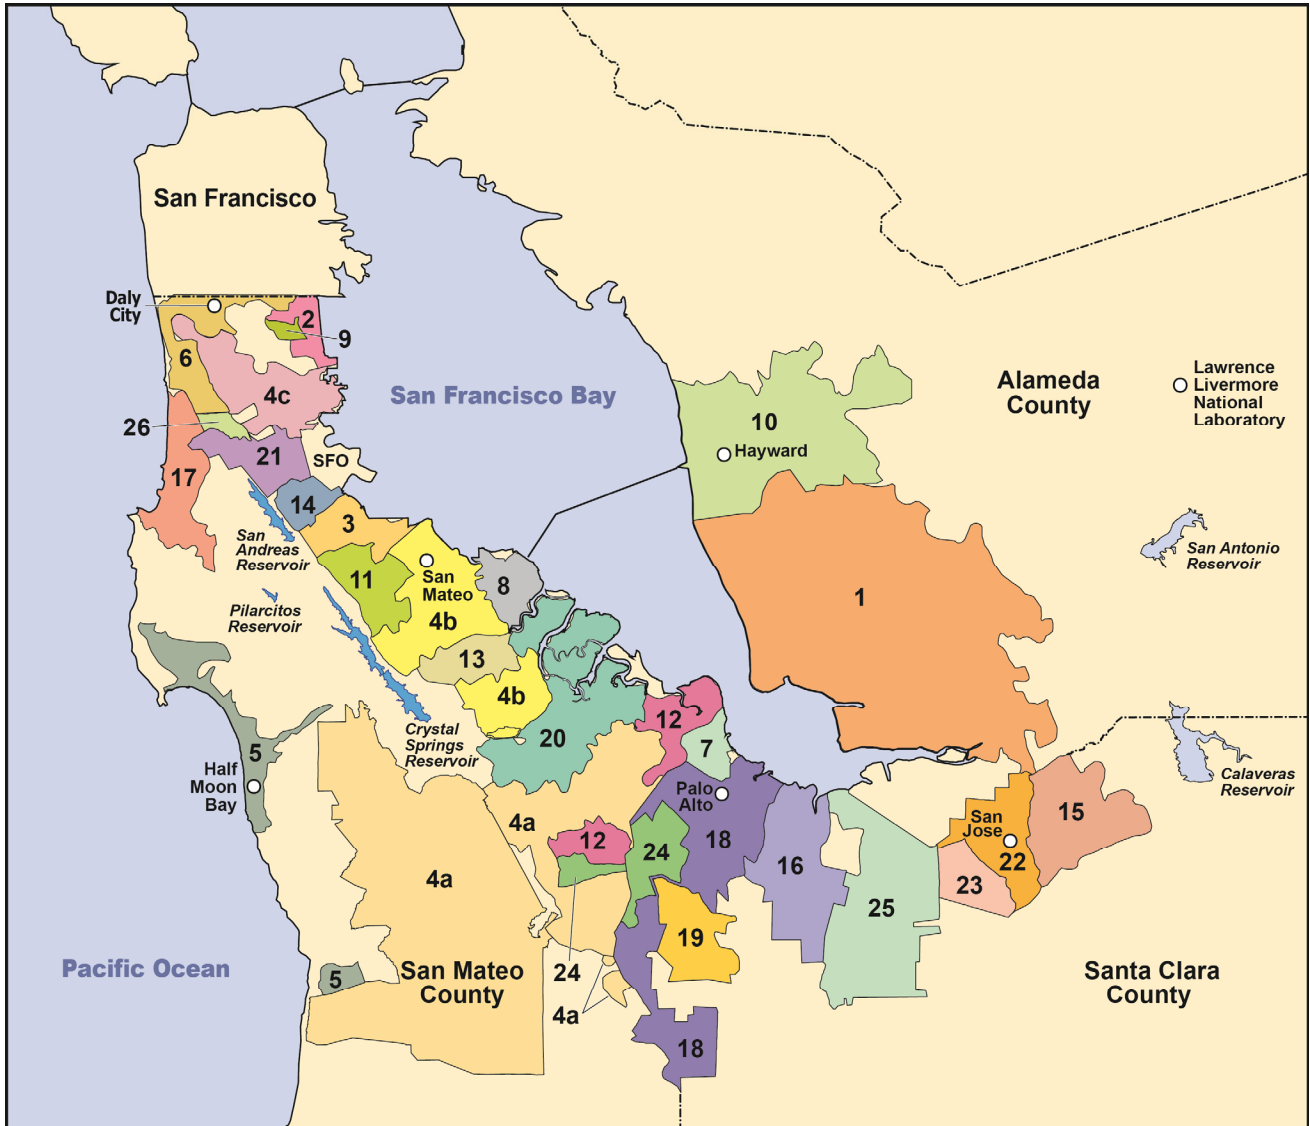 San Francisco
Daly
City
2
9
6
4c
26
21
SFO
17
14
3
San Francisco Bay
Alameda
County
Lawrence
Livermore
National
Laboratory
10
Hayward
San
Andreas
Reservoir
11
San
Mateo
4b
8
1
San Antonio
Reservoir
Pilarcitos
Reservoir
13
4b
Crystal
Springs
Reservoir
20
12
7
5
Half
Moon
Bay
Palo
Alto
18
Calaveras
Reservoir
4a
12
24
16
San
Jose
22
15
23
4a
25
19
Pacific Ocean
5
San Mateo
County
24
4a
Santa Clara
County
18